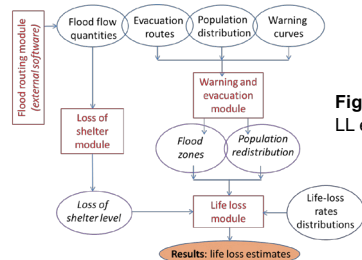 Flood routing module
(external software)
Flood flow
quantities
Evacuation
routes
Population
distribution
Warning
curves
Loss of
shelter
module
Warning and
evacuation
module
Fig
LL e
Flood
zones
Population
redistribution
Loss of
shelter level
Life loss
module
Life-loss
rates
distributions
Results: life loss estimates